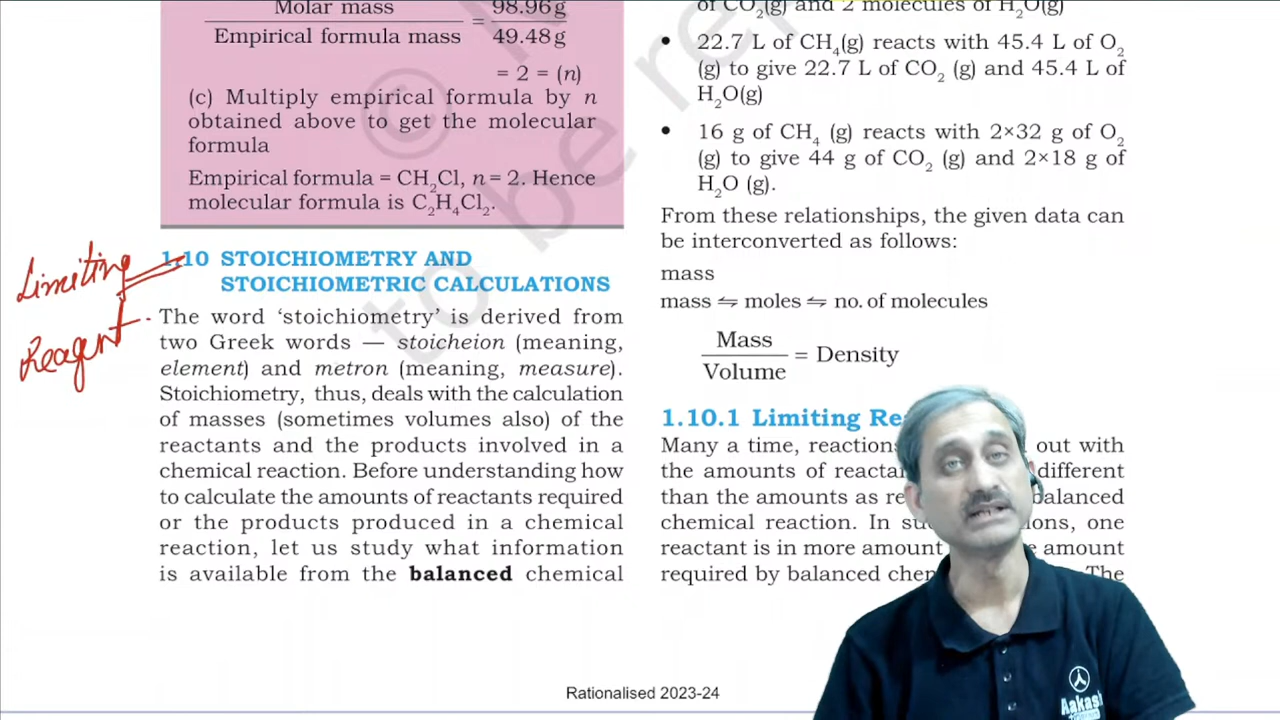 Molar mass / Empirical formula mass = 98.96 g / 49.48 g
= 2 = (n)
(c) Multiply empirical formula by n
obtained above to get the molecular
formula
Empirical formula = CH₂Cl, n = 2. Hence
molecular formula is C₂H₄Cl₂.
Limiting
Reagent
1.10 STOICHIOMETRY AND
STOICHIOMETRIC CALCULATIONS
The word ‘stoichiometry’ is derived from
two Greek words — stoicheion (meaning,
element) and metron (meaning, measure).
Stoichiometry, thus, deals with the calculation
of masses (sometimes volumes also) of the
reactants and the products involved in a
chemical reaction. Before understanding how
to calculate the amounts of reactants required
or the products produced in a chemical
reaction, let us study what information
is available from the balanced chemical
of CO₂(g) and 2 molecules of H₂O(g)
• 22.7 L of CH₄(g) reacts with 45.4 L of O₂
(g) to give 22.7 L of CO₂ (g) and 45.4 L of
H₂O(g)
• 16 g of CH₄ (g) reacts with 2×32 g of O₂
(g) to give 44 g of CO₂ (g) and 2×18 g of
H₂O (g).
From these relationships, the given data can
be interconverted as follows:
mass
mass ⇋ moles ⇋ no. of molecules
Mass / Volume = Density
1.10.1 Limiting Re
Many a time, reactions out with
the amounts of different
than the amounts as balanced
chemical reaction. In one
reactant is in more amount amount
required by balanced The
Rationalised 2023-24
©
to be re
Aakash